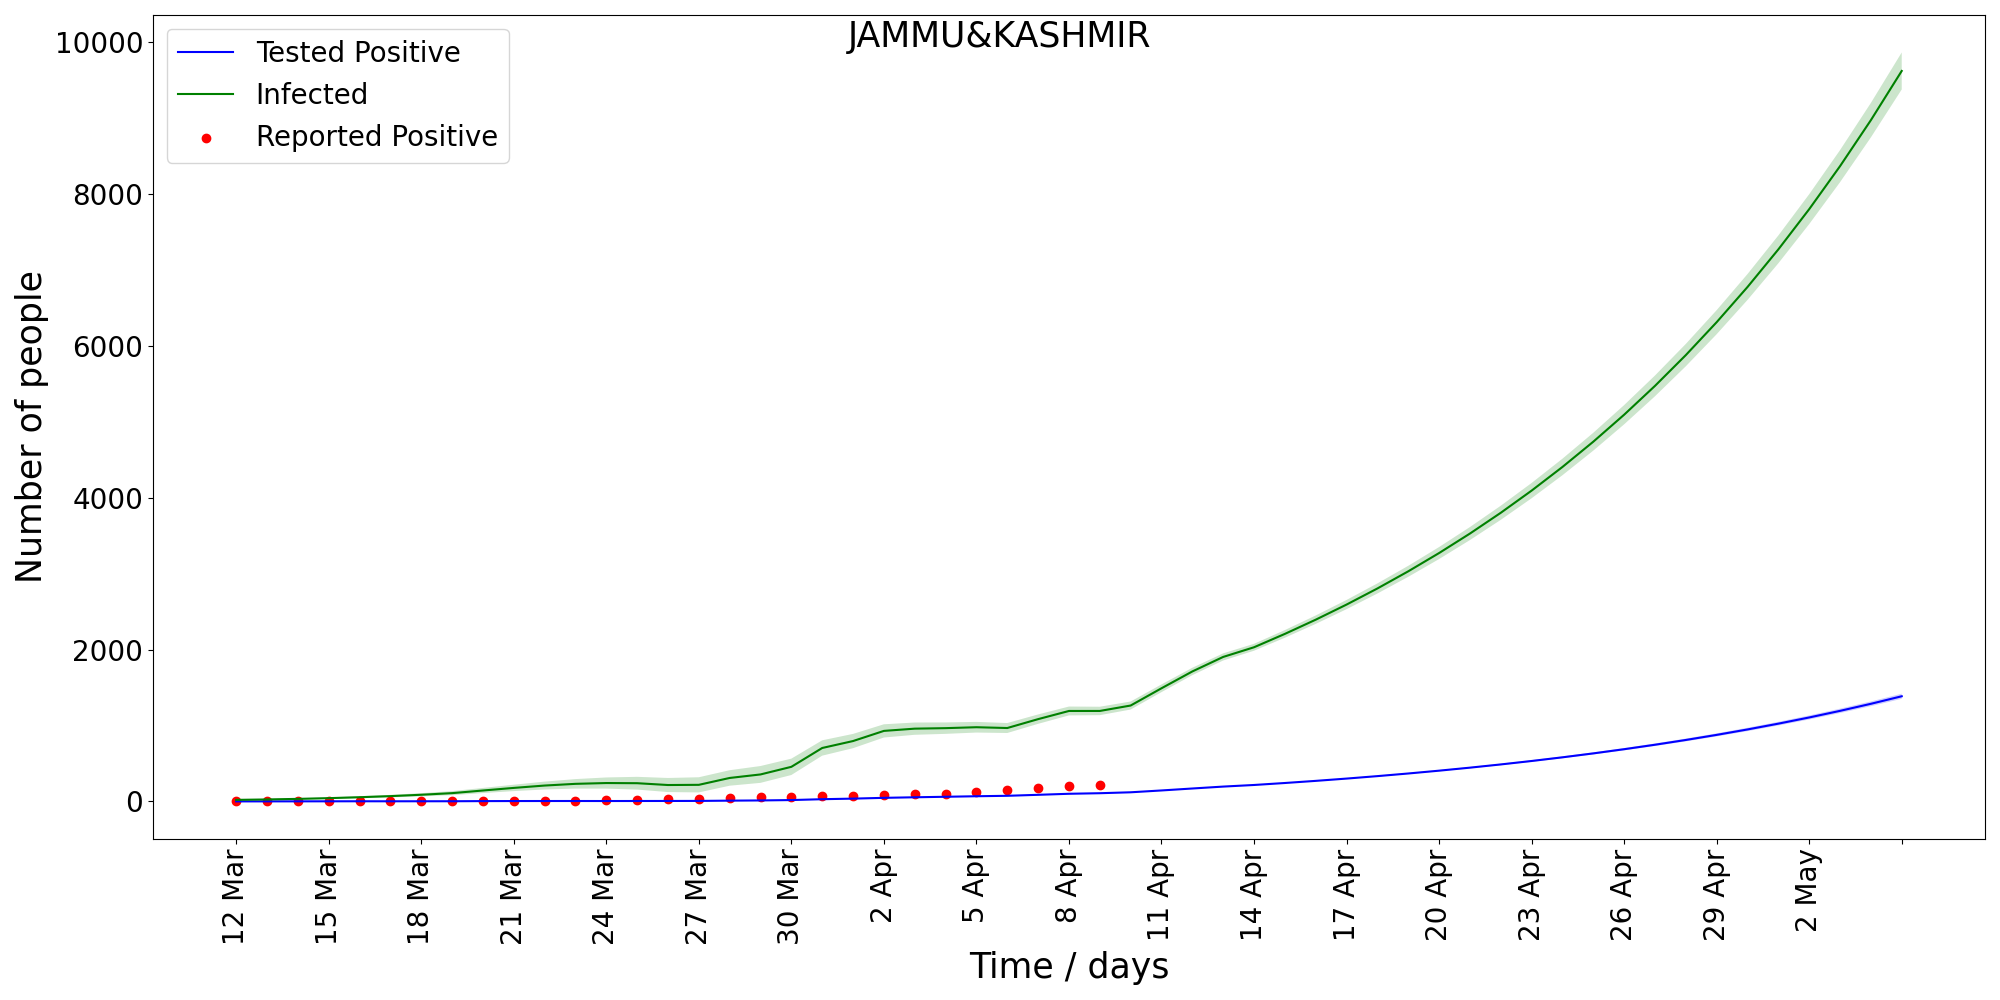 JAMMU&KASHMIR
Tested Positive
Infected
Reported Positive
Number of people
10000
8000
6000
4000
2000
0
12 Mar
15 Mar
18 Mar
21 Mar
24 Mar
27 Mar
30 Mar
2 Apr
5 Apr
8 Apr
11 Apr
14 Apr
17 Apr
20 Apr
23 Apr
26 Apr
29 Apr
2 May
Time / days